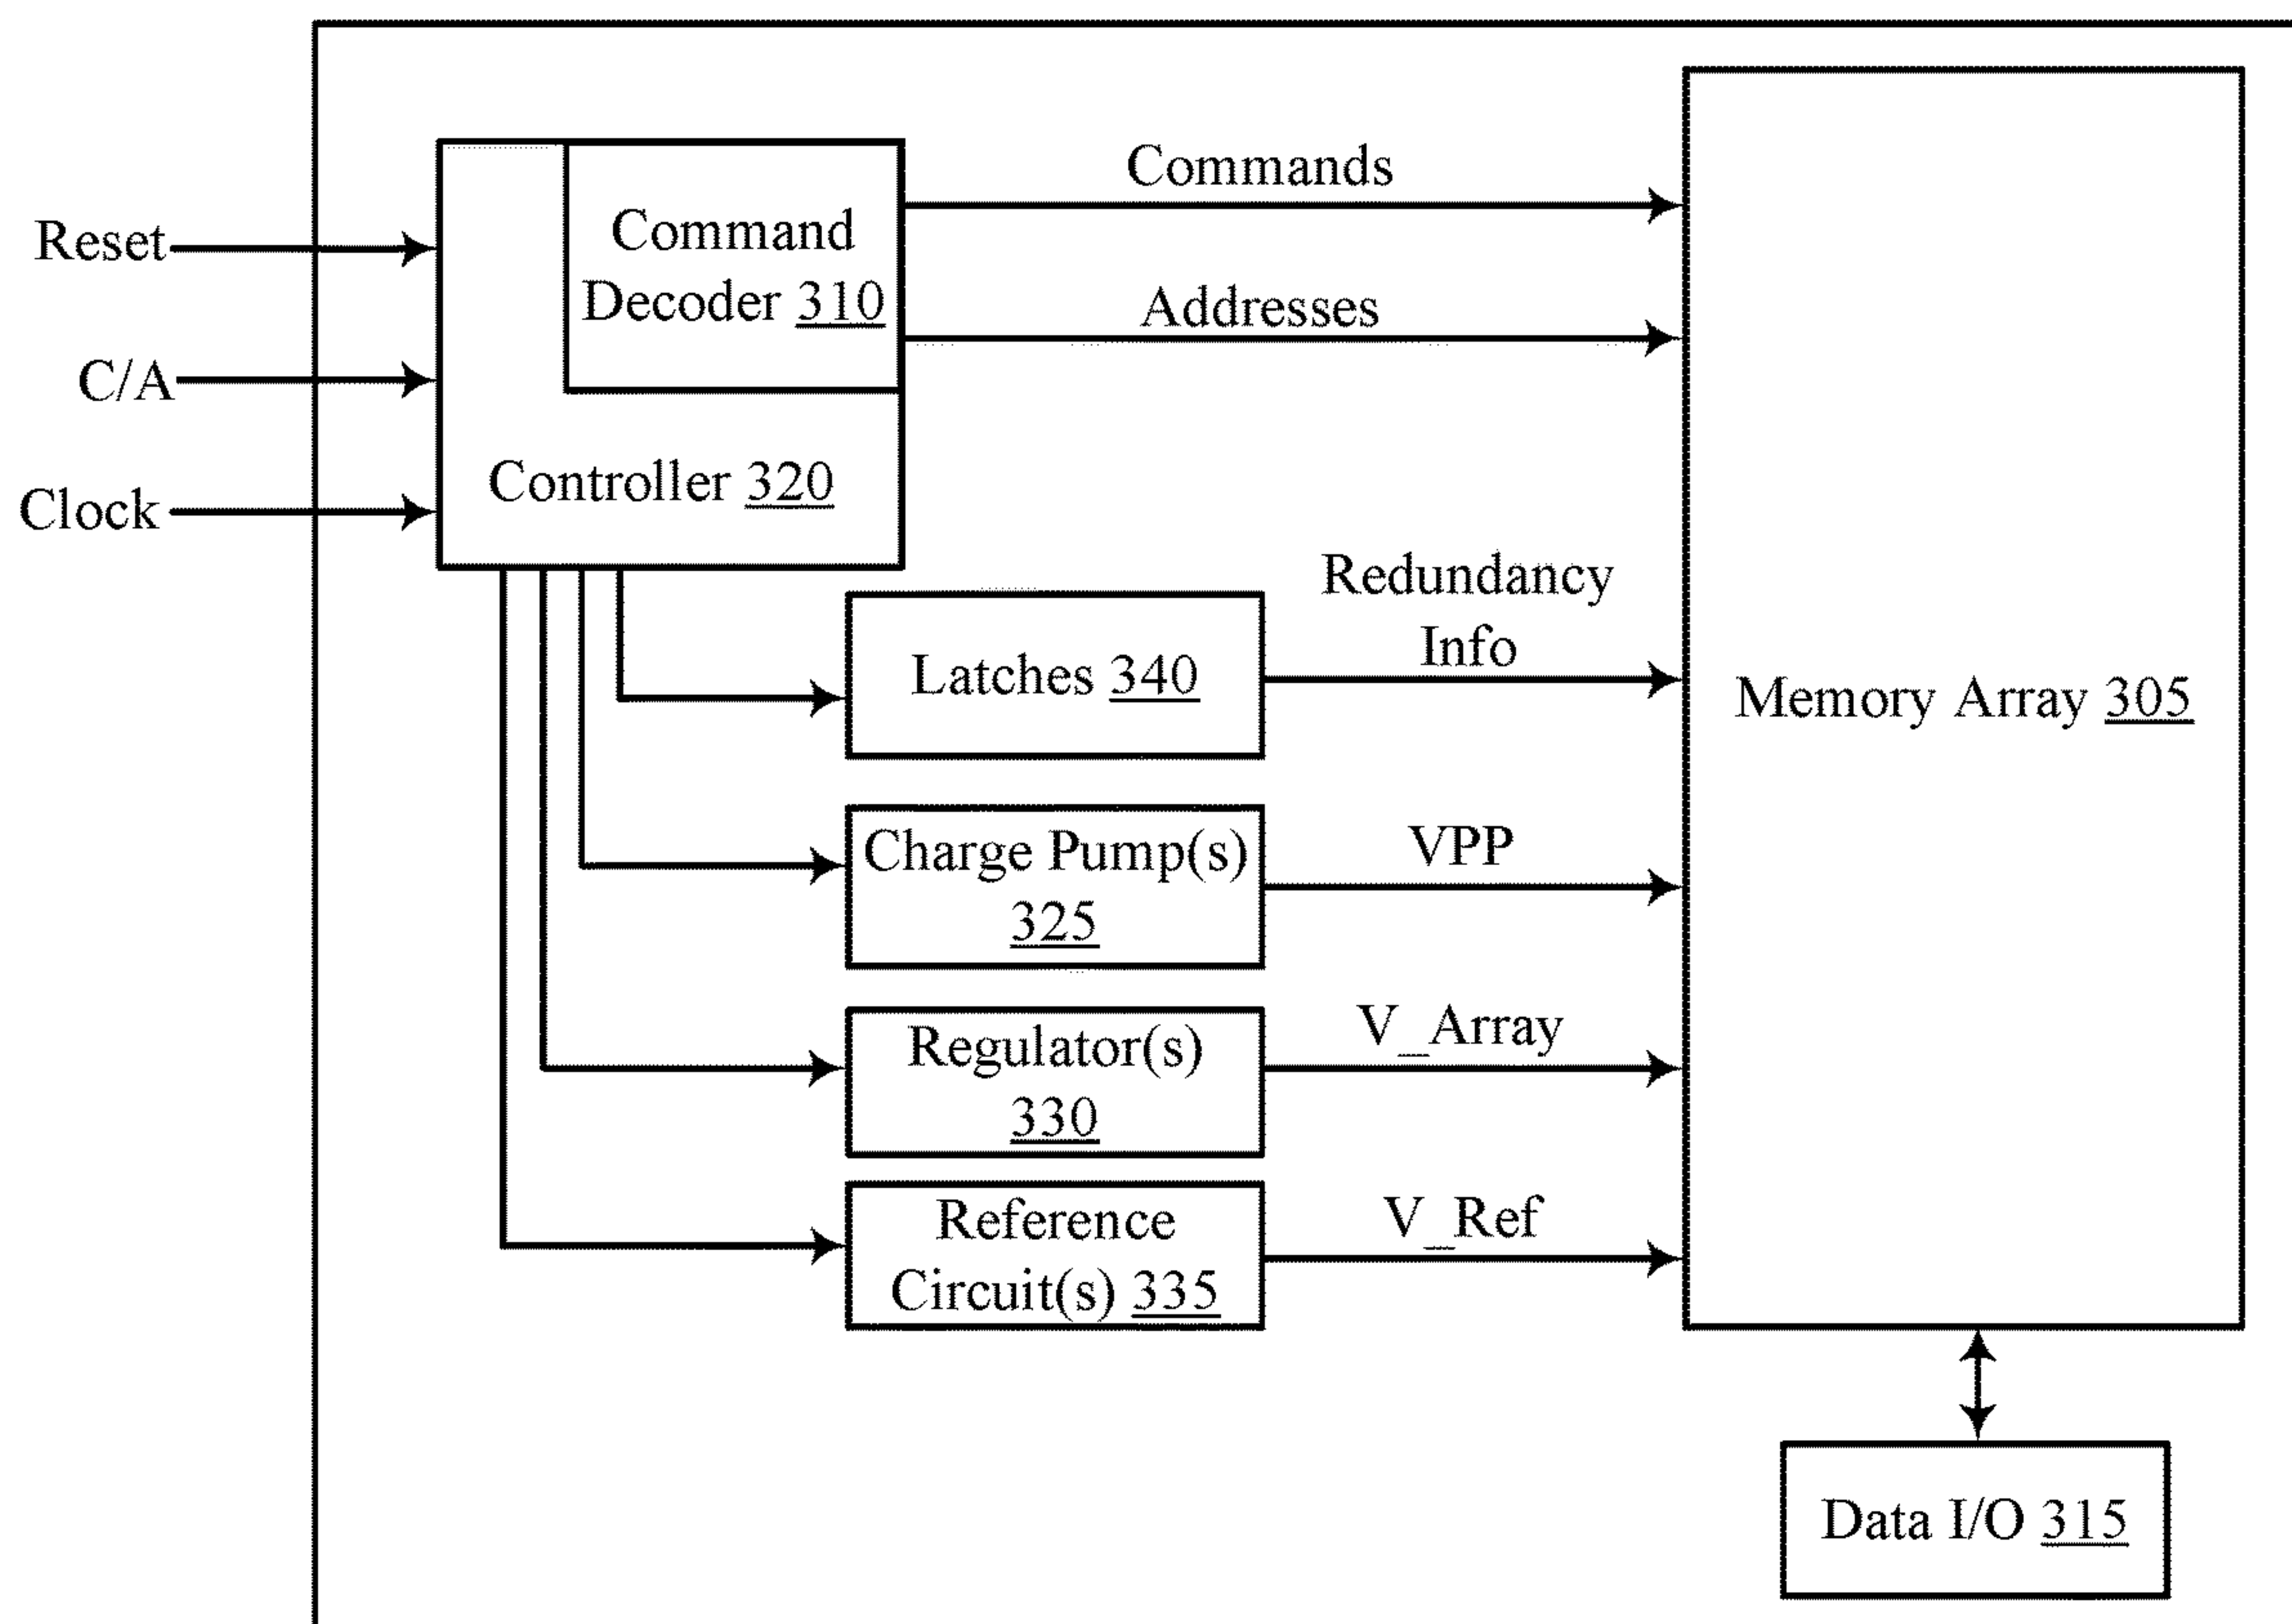 Commands
Reset
Command
Decoder 310
Addresses
C/A
Controller 320
Clock
Redundancy
Info
Latches 340
Memory Array 305
Charge Pump(s)
325
VPP
Regulator(s)
330
V_Array
Reference
Circuit(s) 335
V_Ref
Data I/O 315